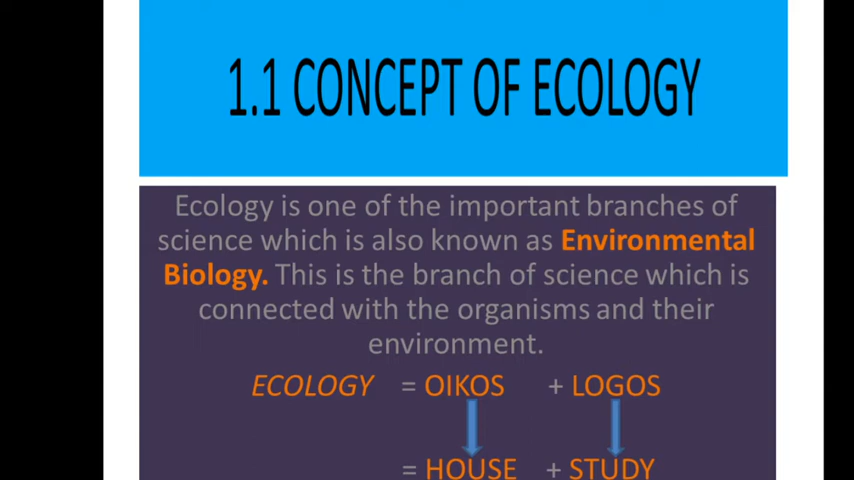 1.1 CONCEPT OF ECOLOGY
Ecology is one of the important branches of
science which is also known as Environmental
Biology. This is the branch of science which is
connected with the organisms and their
environment.
ECOLOGY = OIKOS + LOGOS
= HOUSE + STUDY